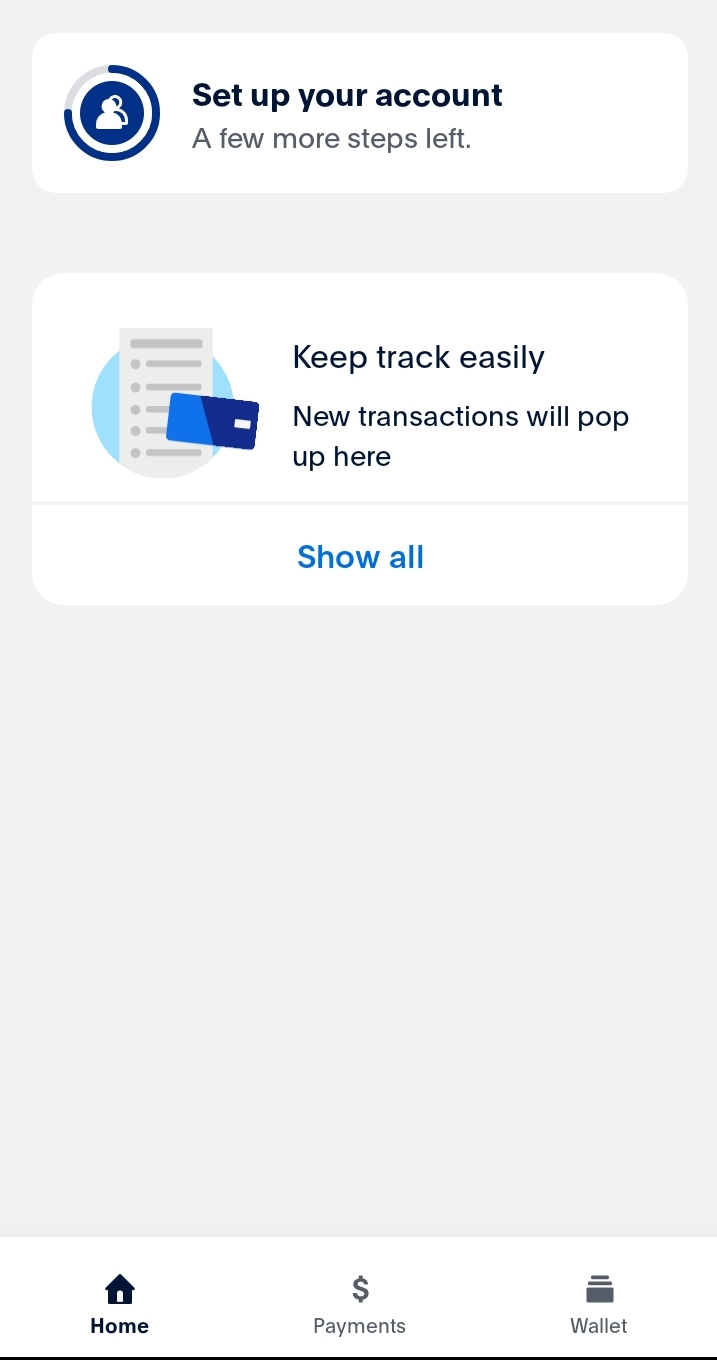 Set up your account
A few more steps left.
Keep track easily
New transactions will pop
up here
Show all
$
Home
Payments
Wallet